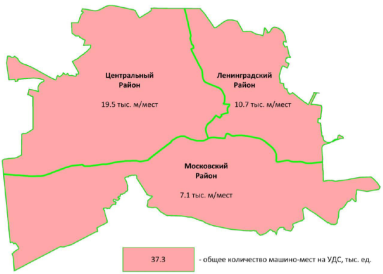 Центральный
Район
19.5 тыс. м/мест
Ленинградский
Район
10.7 тыс. м/мест
Московский
Район
7.1 тыс. м/мест
37.3 - общее количество машино-мест на УДС, тыс. ед.